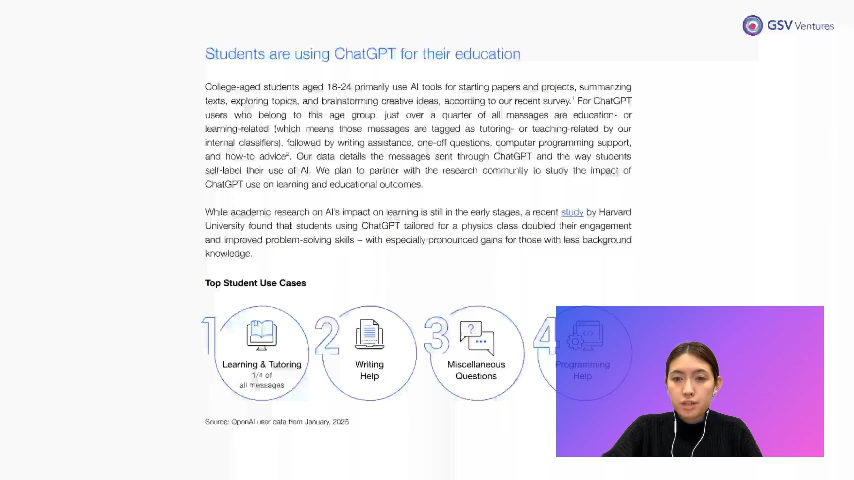 GSV Ventures
Students are using ChatGPT for their education
College-aged students aged 18-24 primarily use AI tools for starting papers and projects, summarizing
texts, exploring topics, and brainstorming creative ideas, according to our recent survey.¹ For ChatGPT
users who belong to this age group, just over a quarter of all messages are education- or
learning-related (which means those messages are tagged as tutoring- or teaching-related by our
internal classifiers), followed by writing assistance, one-off questions, computer programming support,
and how-to advice². Our data details the messages sent through ChatGPT and the way students
self-label their use of AI. We plan to partner with the research community to study the impact of
ChatGPT use on learning and educational outcomes.
While academic research on AI's impact on learning is still in the early stages, a recent study by Harvard
University found that students using ChatGPT tailored for a physics class doubled their engagement
and improved problem-solving skills – with especially-pronounced gains for those with less background
knowledge.
Top Student Use Cases
1
Learning & Tutoring
1/4 of
all messages
2
Writing
Help
3
?
Miscellaneous
Questions
4
Programming
Help
Source: OpenAI user data from January, 2025